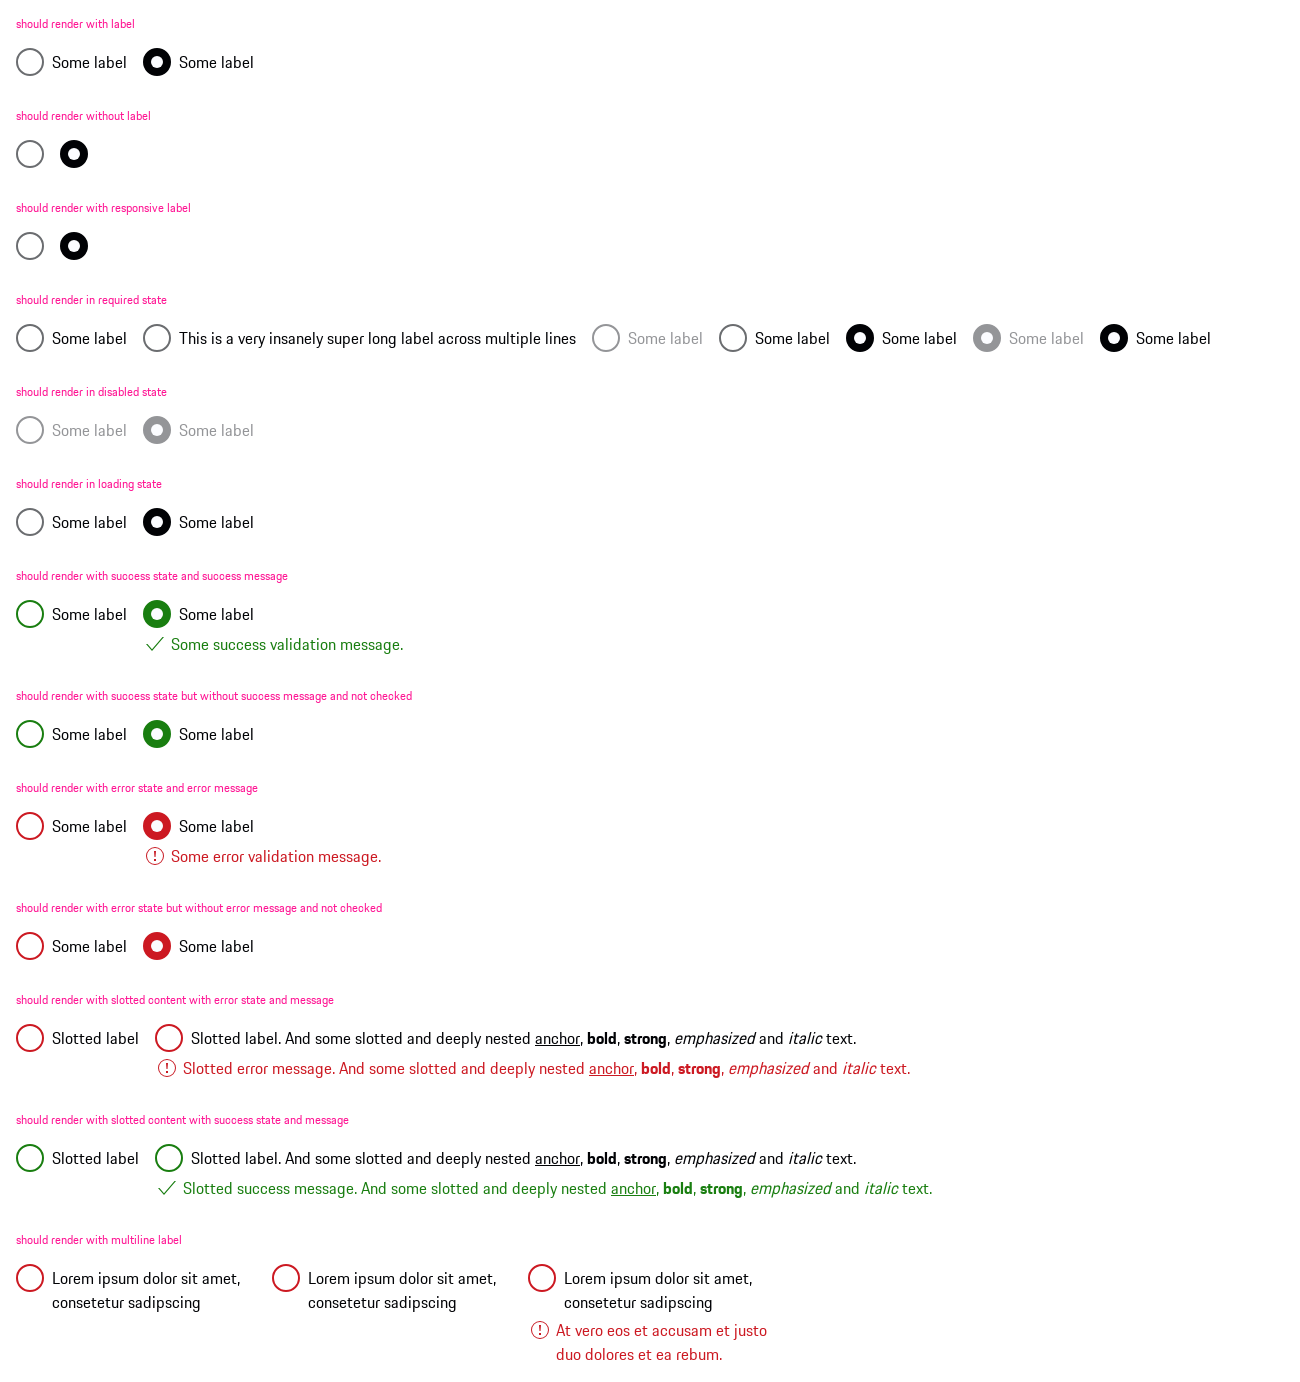 should render with label
Some label Some label
should render without label
should render with responsive label
should render in required state
Some label This is a very insanely super long label across multiple lines Some label Some label Some label Some label Some label
should render in disabled state
Some label Some label
should render in loading state
Some label Some label
should render with success state and success message
Some label Some label
Some success validation message.
should render with success state but without success message and not checked
Some label Some label
should render with error state and error message
Some label Some label
Some error validation message.
should render with error state but without error message and not checked
Some label Some label
should render with slotted content with error state and message
Slotted label Slotted label. And some slotted and deeply nested anchor, bold, strong, emphasized and italic text.
Slotted error message. And some slotted and deeply nested anchor, bold, strong, emphasized and italic text.
should render with slotted content with success state and message
Slotted label Slotted label. And some slotted and deeply nested anchor, bold, strong, emphasized and italic text.
Slotted success message. And some slotted and deeply nested anchor, bold, strong, emphasized and italic text.
should render with multiline label
Lorem ipsum dolor sit amet,
consetetur sadipscing
Lorem ipsum dolor sit amet,
consetetur sadipscing
Lorem ipsum dolor sit amet,
consetetur sadipscing
At vero eos et accusam et justo
duo dolores et ea rebum.